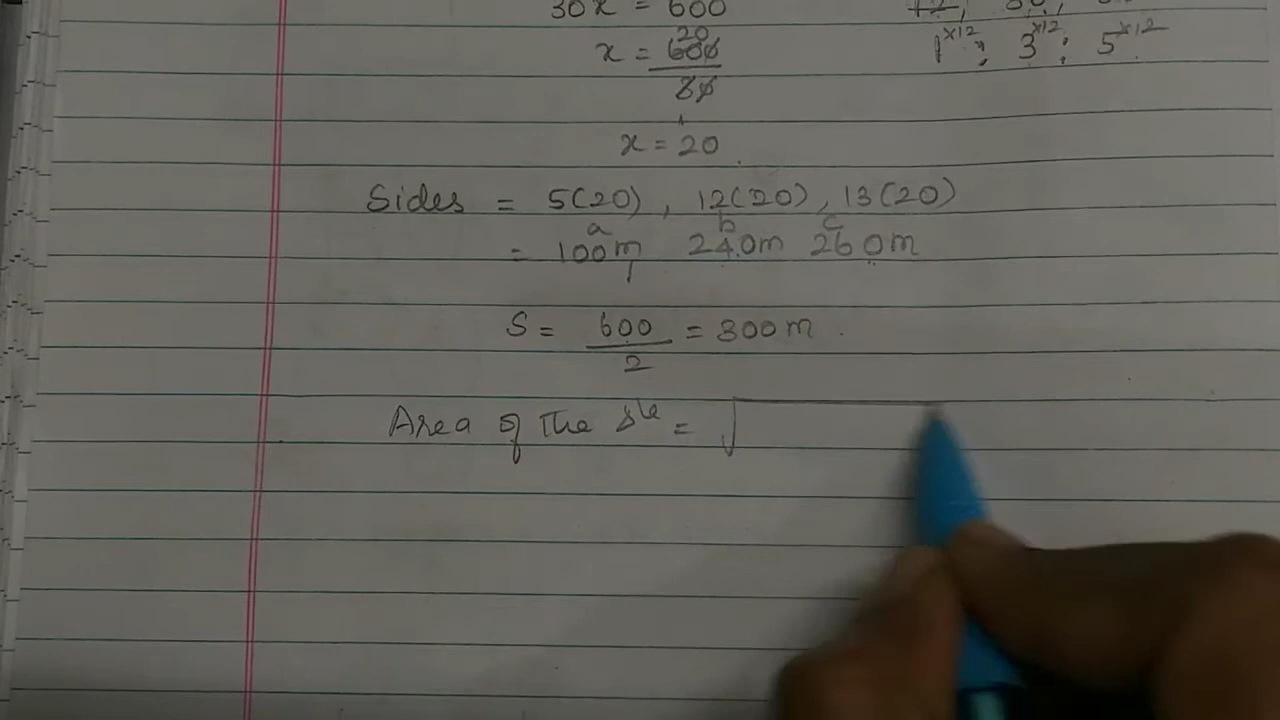 30x = 600
x = 600 20
30
x = 20
1 x12 : 3 x12 : 5 x12
Sides = 5(20), 12(20), 13(20)
a b c
= 100m 240m 260m
S = 600 = 300m.
2
Area of the Δle = √